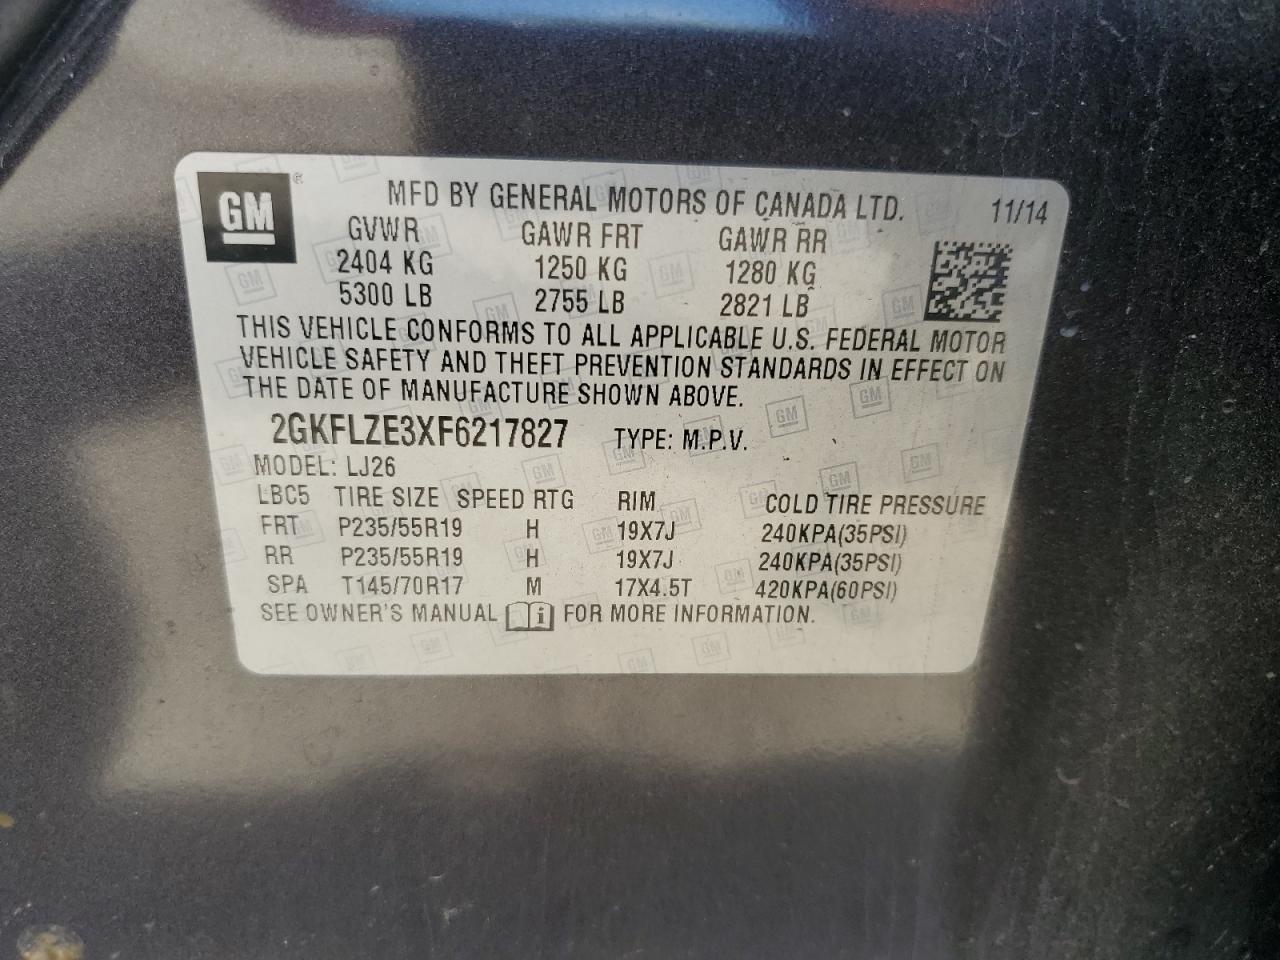 GM ®
MFD BY GENERAL MOTORS OF CANADA LTD. 11/14
GVWR GAWR FRT GAWR RR
2404 KG 1250 KG 1280 KG
5300 LB 2755 LB 2821 LB
THIS VEHICLE CONFORMS TO ALL APPLICABLE U.S. FEDERAL MOTOR
VEHICLE SAFETY AND THEFT PREVENTION STANDARDS IN EFFECT ON
THE DATE OF MANUFACTURE SHOWN ABOVE.
2GKFLZE3XF6217827 TYPE: M.P.V.
MODEL: LJ26
LBC5 TIRE SIZE SPEED RTG RIM COLD TIRE PRESSURE
FRT P235/55R19 H 19X7J 240KPA(35PSI)
RR P235/55R19 H 19X7J 240KPA(35PSI)
SPA T145/70R17 M 17X4.5T 420KPA(60PSI)
SEE OWNER'S MANUAL i FOR MORE INFORMATION.